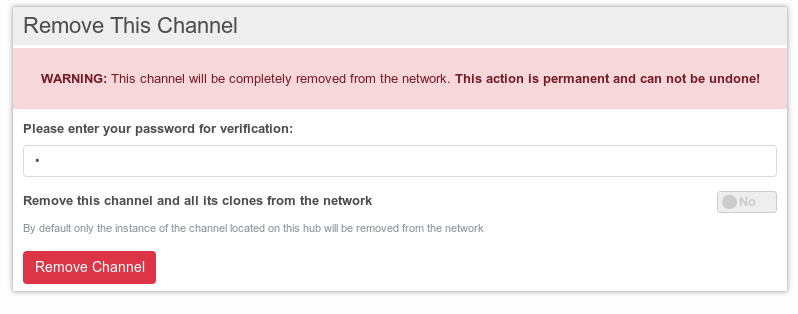 Remove This Channel
WARNING: This channel will be completely removed from the network. This action is permanent and can not be undone!
Please enter your password for verification:
•
Remove this channel and all its clones from the network
No
By default only the instance of the channel located on this hub will be removed from the network
Remove Channel